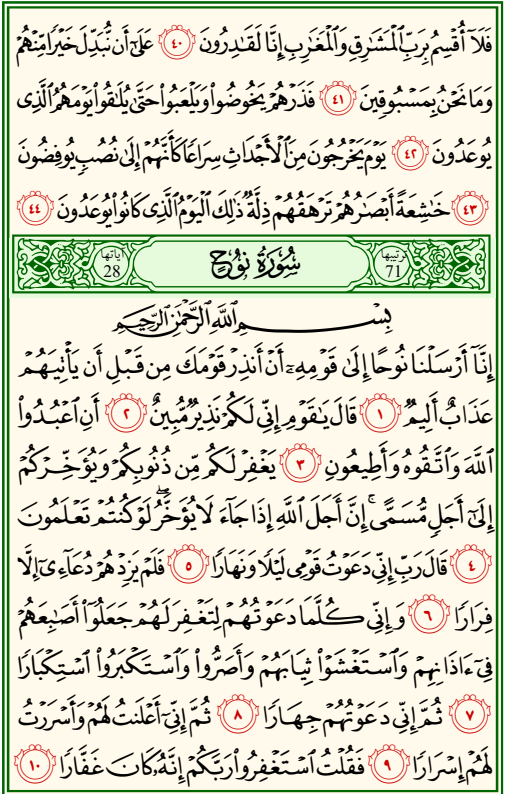 فَلَآ أُقْسِمُ بِرَبِّ ٱلْمَشَٰرِقِ وَٱلْمَغَٰرِبِ إِنَّا لَقَٰدِرُونَ ٤٠ عَلَىٰٓ أَن نُّبَدِّلَ خَيْرًا مِّنْهُمْ
وَمَا نَحْنُ بِمَسْبُوقِينَ ٤١ فَذَرْهُمْ يَخُوضُوا۟ وَيَلْعَبُوا۟ حَتَّىٰ يُلَٰقُوا۟ يَوْمَهُمُ ٱلَّذِى
يُوعَدُونَ ٤٢ يَوْمَ يَخْرُجُونَ مِنَ ٱلْأَجْدَاثِ سِرَاعًا كَأَنَّهُمْ إِلَىٰ نُصُبٍ يُوفِضُونَ
٤٣ خَٰشِعَةً أَبْصَٰرُهُمْ تَرْهَقُهُمْ ذِلَّةٌ ۚ ذَٰلِكَ ٱلْيَوْمُ ٱلَّذِى كَانُوا۟ يُوعَدُونَ ٤٤
ترتيبها 71 سُورَةُ نُوحٍ آياتها 28
بِسْمِ ٱللَّهِ ٱلرَّحْمَٰنِ ٱلرَّحِيمِ
إِنَّآ أَرْسَلْنَا نُوحًا إِلَىٰ قَوْمِهِۦٓ أَنْ أَنذِرْ قَوْمَكَ مِن قَبْلِ أَن يَأْتِيَهُمْ
عَذَابٌ أَلِيمٌ ١ قَالَ يَٰقَوْمِ إِنِّى لَكُمْ نَذِيرٌ مُّبِينٌ ٢ أَنِ ٱعْبُدُوا۟
ٱللَّهَ وَٱتَّقُوهُ وَأَطِيعُونِ ٣ يَغْفِرْ لَكُم مِّن ذُنُوبِكُمْ وَيُؤَخِّرْكُمْ
إِلَىٰٓ أَجَلٍ مُّسَمًّى ۚ إِنَّ أَجَلَ ٱللَّهِ إِذَا جَآءَ لَا يُؤَخَّرُ ۖ لَوْ كُنتُمْ تَعْلَمُونَ
٤ قَالَ رَبِّ إِنِّى دَعَوْتُ قَوْمِى لَيْلًا وَنَهَارًا ٥ فَلَمْ يَزِدْهُمْ دُعَآءِىٓ إِلَّا
فِرَارًا ٦ وَإِنِّى كُلَّمَا دَعَوْتُهُمْ لِتَغْفِرَ لَهُمْ جَعَلُوٓا۟ أَصَٰبِعَهُمْ
فِىٓ ءَاذَانِهِمْ وَٱسْتَغْشَوْا۟ ثِيَابَهُمْ وَأَصَرُّوا۟ وَٱسْتَكْبَرُوا۟ ٱسْتِكْبَارًا
٧ ثُمَّ إِنِّى دَعَوْتُهُمْ جِهَارًا ٨ ثُمَّ إِنِّىٓ أَعْلَنتُ لَهُمْ وَأَسْرَرْتُ
لَهُمْ إِسْرَارًا ٩ فَقُلْتُ ٱسْتَغْفِرُوا۟ رَبَّكُمْ إِنَّهُۥ كَانَ غَفَّارًا ١٠